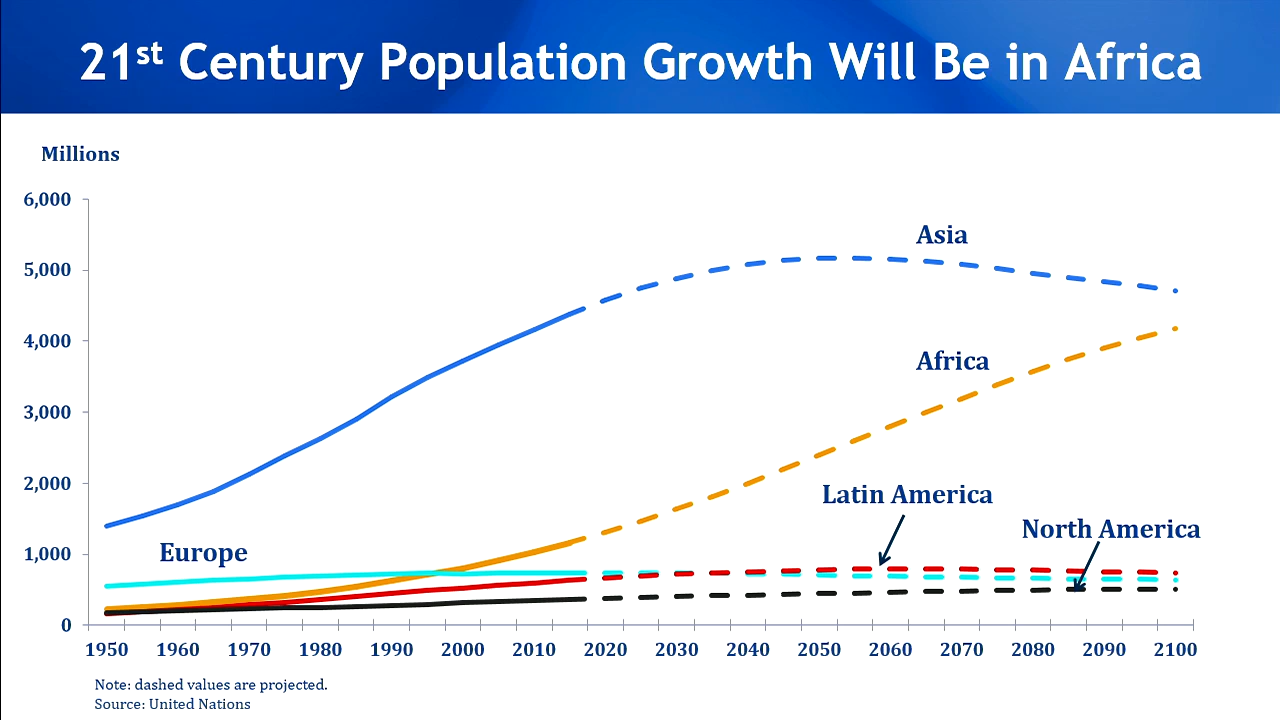 21st Century Population Growth Will Be in Africa
Millions
6,000
5,000
4,000
3,000
2,000
1,000
0
Asia
Africa
Latin America
North America
Europe
1950 1960 1970 1980 1990 2000 2010 2020 2030 2040 2050 2060 2070 2080 2090 2100
Note: dashed values are projected.
Source: United Nations